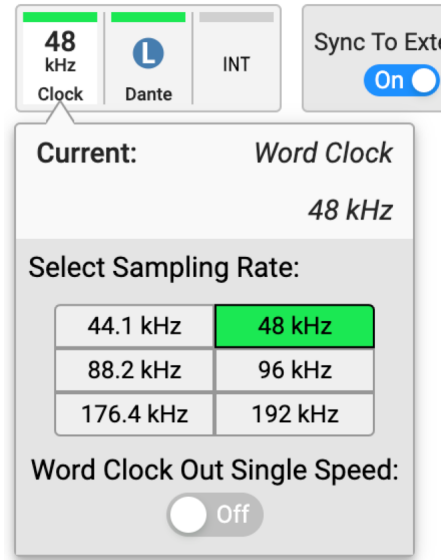 48
kHz
Clock
L
Dante
INT
Sync To Exte
On
Current: Word Clock
48 kHz
Select Sampling Rate:
44.1 kHz 48 kHz
88.2 kHz 96 kHz
176.4 kHz 192 kHz
Word Clock Out Single Speed:
Off